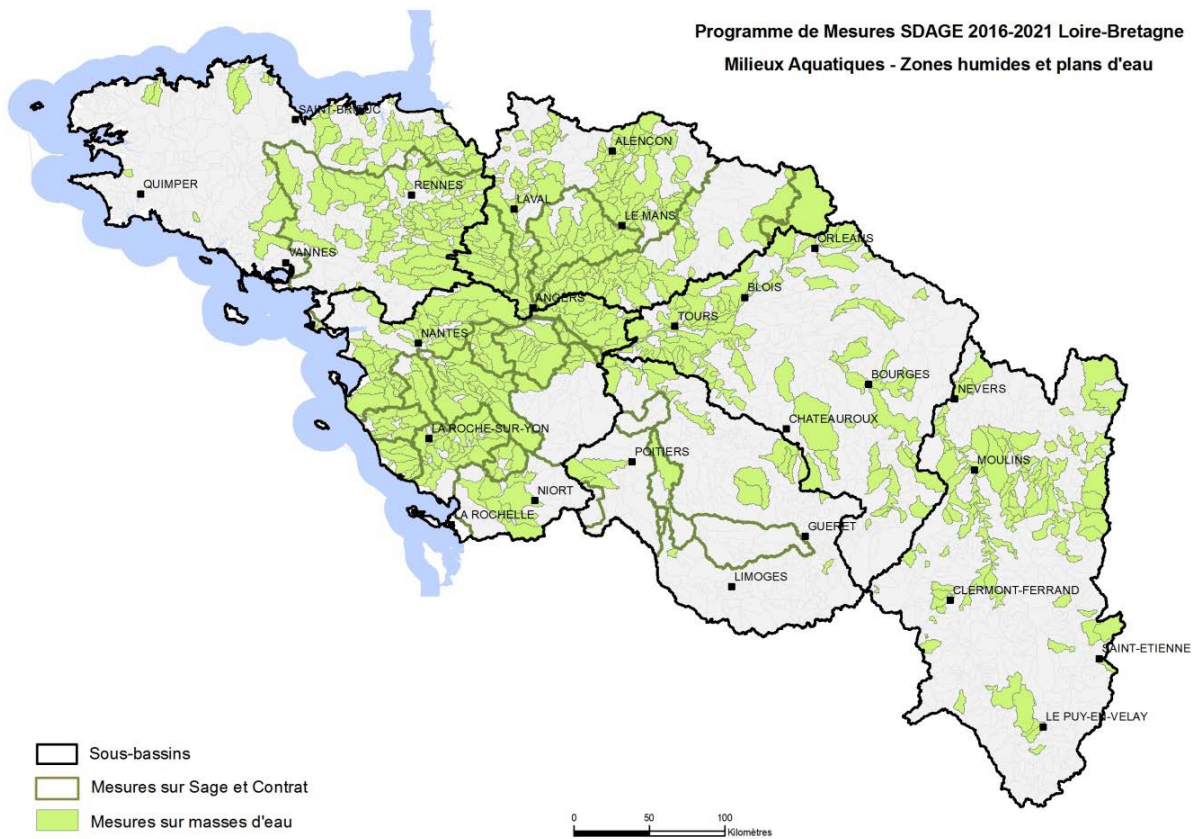 Programme de Mesures SDAGE 2016-2021 Loire-Bretagne
Milieux Aquatiques - Zones humides et plans d'eau
SAINT-BRIEUC
ALENCON
QUIMPER
RENNES
LAVAL
LE MANS
ORLEANS
VANNES
BLOIS
ANGERS
TOURS
NANTES
BOURGES
NEVERS
CHATEAUROUX
LA ROCHE-SUR-YON
POITIERS
MOULINS
NIORT
LA ROCHELLE
GUERET
LIMOGES
CLERMONT-FERRAND
SAINT-ETIENNE
LE PUY-EN-VELAY
Sous-bassins
Mesures sur Sage et Contrat
Mesures sur masses d'eau
0 50 100
Kilomètres